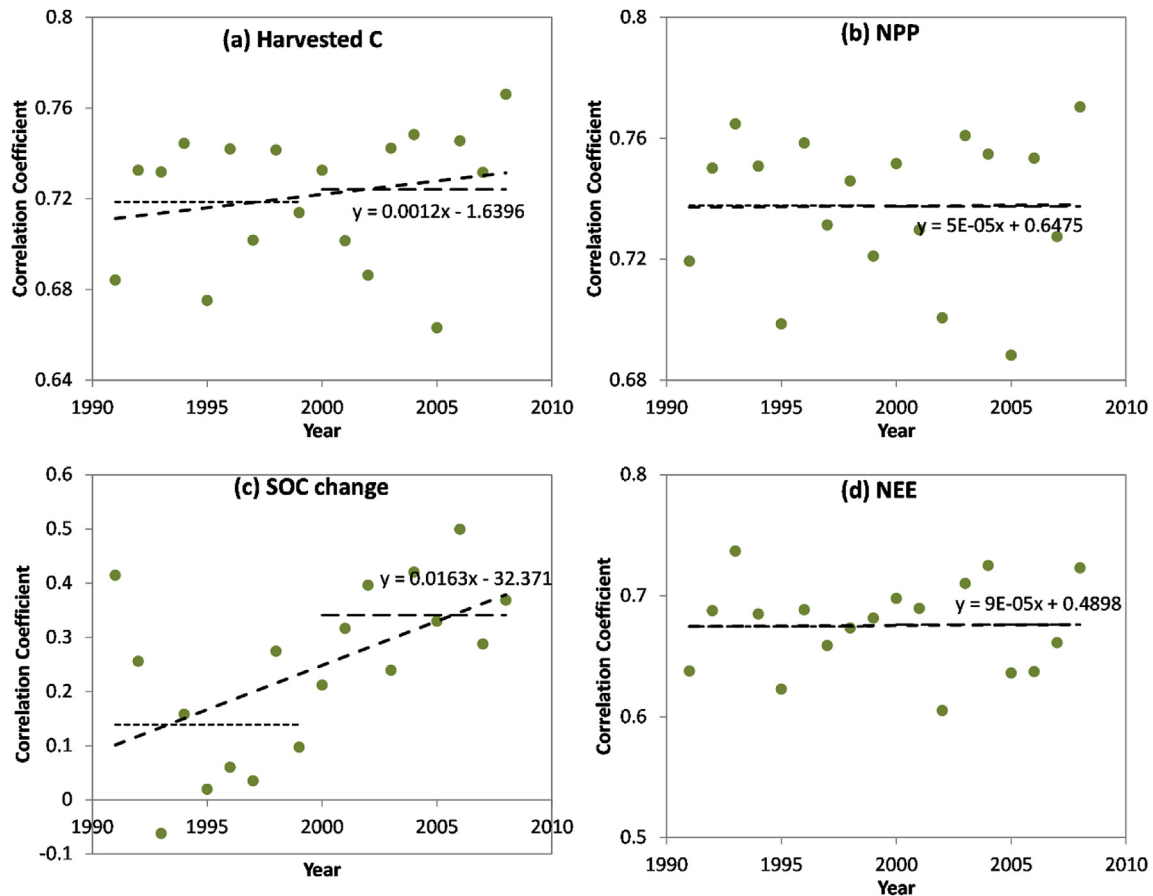 (a) Harvested C
Correlation Coefficient
0.8
0.76
0.72
0.68
0.64
y = 0.0012x - 1.6396
1990 1995 2000 2005 2010
Year
(b) NPP
Correlation Coefficient
0.8
0.76
0.72
0.68
y = 5E-05x + 0.6475
1990 1995 2000 2005 2010
Year
(c) SOC change
Correlation Coefficient
0.6
0.5
0.4
0.3
0.2
0.1
0
-0.1
y = 0.0163x - 32.371
1990 1995 2000 2005 2010
Year
(d) NEE
Correlation Coefficient
0.8
0.7
0.6
0.5
y = 9E-05x + 0.4898
1990 1995 2000 2005 2010
Year